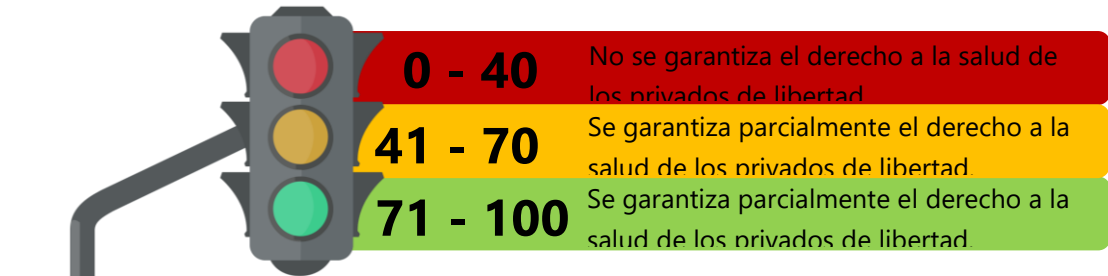 0 - 40
No se garantiza el derecho a la salud de
los privados de libertad
41 - 70
Se garantiza parcialmente el derecho a la
salud de los privados de libertad.
71 - 100
Se garantiza parcialmente el derecho a la
salud de los privados de libertad.